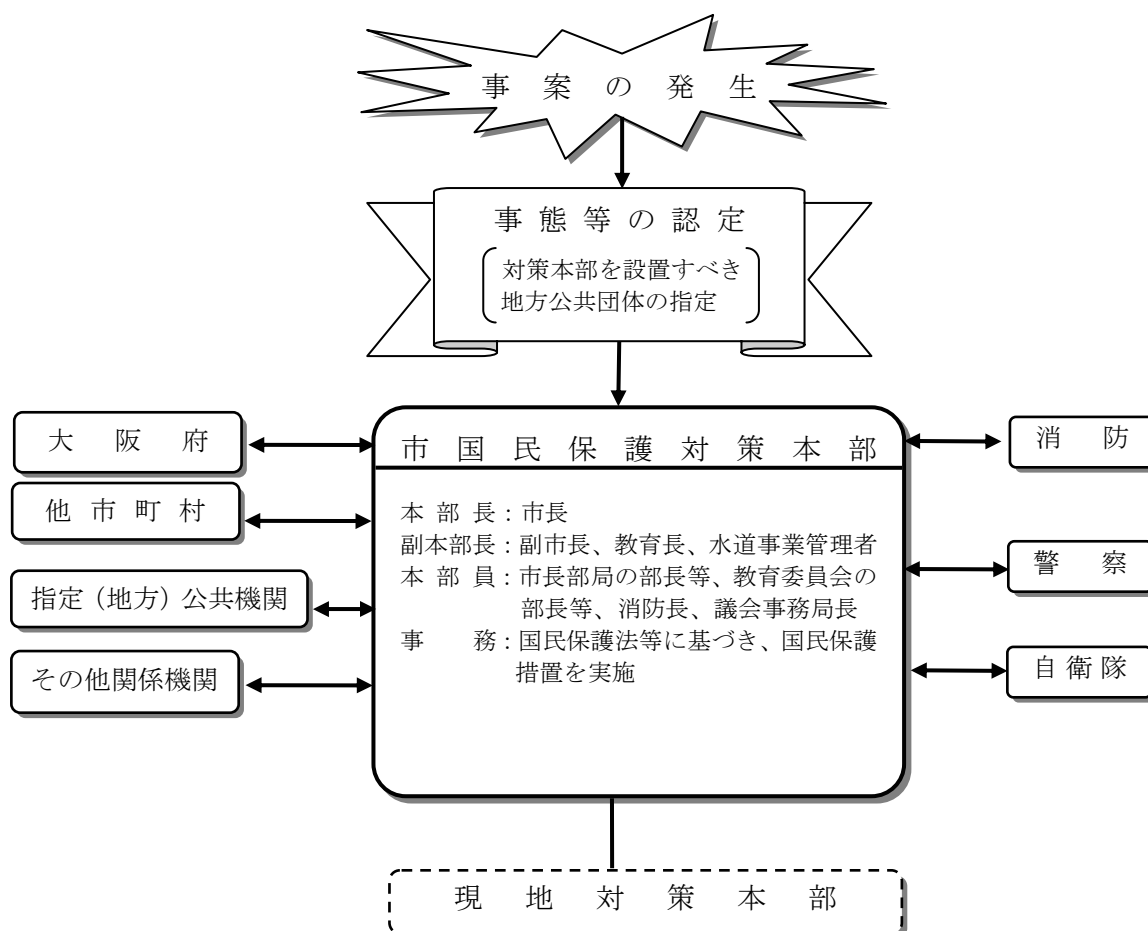 事案の発生
事態等の認定
対策本部を設置すべき
地方公共団体の指定
大阪府
他市町村
指定（地方）公共機関
その他関係機関
市国民保護対策本部
本部長：市長
副本部長：副市長、教育長、水道事業管理者
本部員：市長部局の部長等、教育委員会の
部長等、消防長、議会事務局長
事務：国民保護法等に基づき、国民保護
措置を実施
消防
警察
自衛隊
現地対策本部